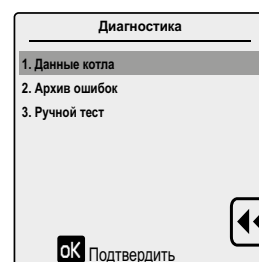 Диагностика
1. Данные котла
2. Архив ошибок
3. Ручной тест
oK Подтвердить